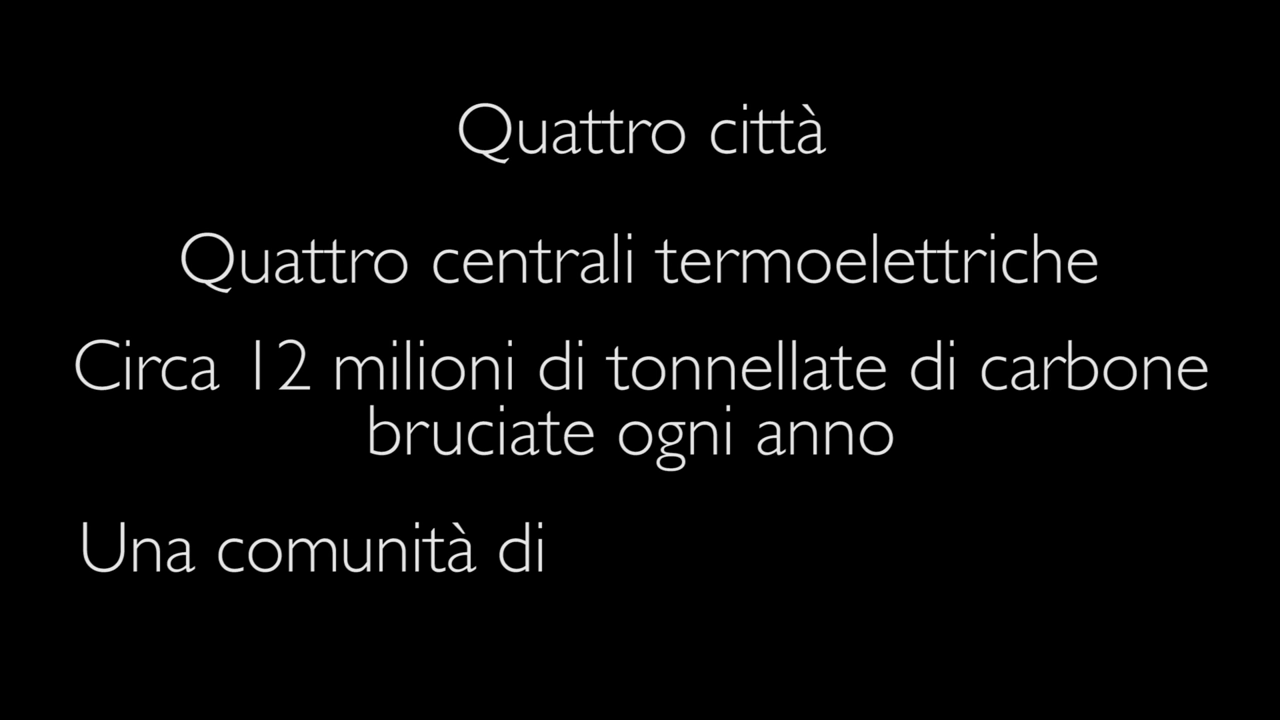 Quattro città
Quattro centrali termoelettriche
Circa 12 milioni di tonnellate di carbone
bruciate ogni anno
Una comunità di